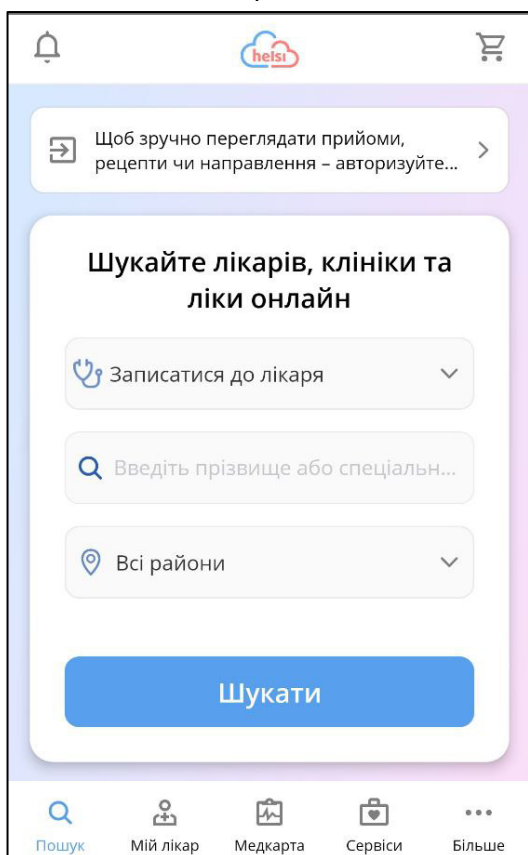 helsi
Щоб зручно переглядати прийоми,
рецепти чи направлення – авторизуйте...
Шукайте лікарів, клініки та
ліки онлайн
Записатися до лікаря
Введіть прізвище або спеціальн...
Всі райони
Шукати
Пошук Мій лікар Медкарта Сервіси Більше